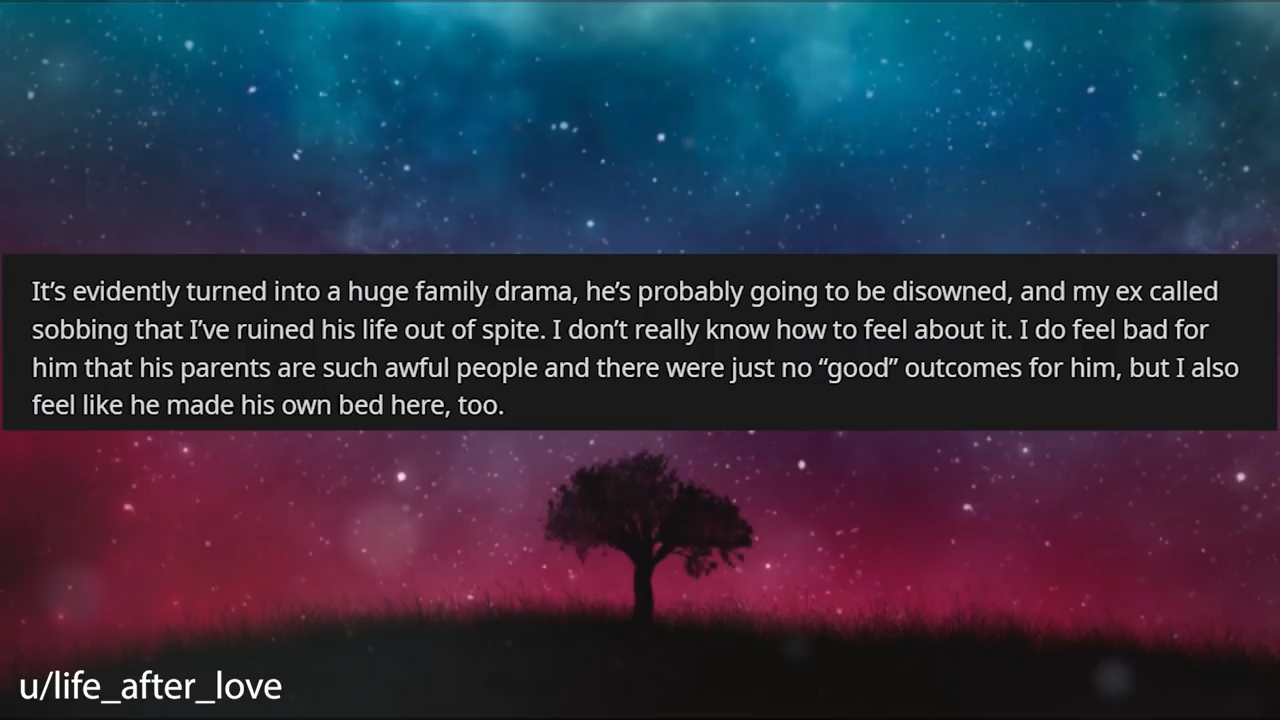 It’s evidently turned into a huge family drama, he’s probably going to be disowned, and my ex called
sobbing that I’ve ruined his life out of spite. I don’t really know how to feel about it. I do feel bad for
him that his parents are such awful people and there were just no “good” outcomes for him, but I also
feel like he made his own bed here, too.
u/life_after_love